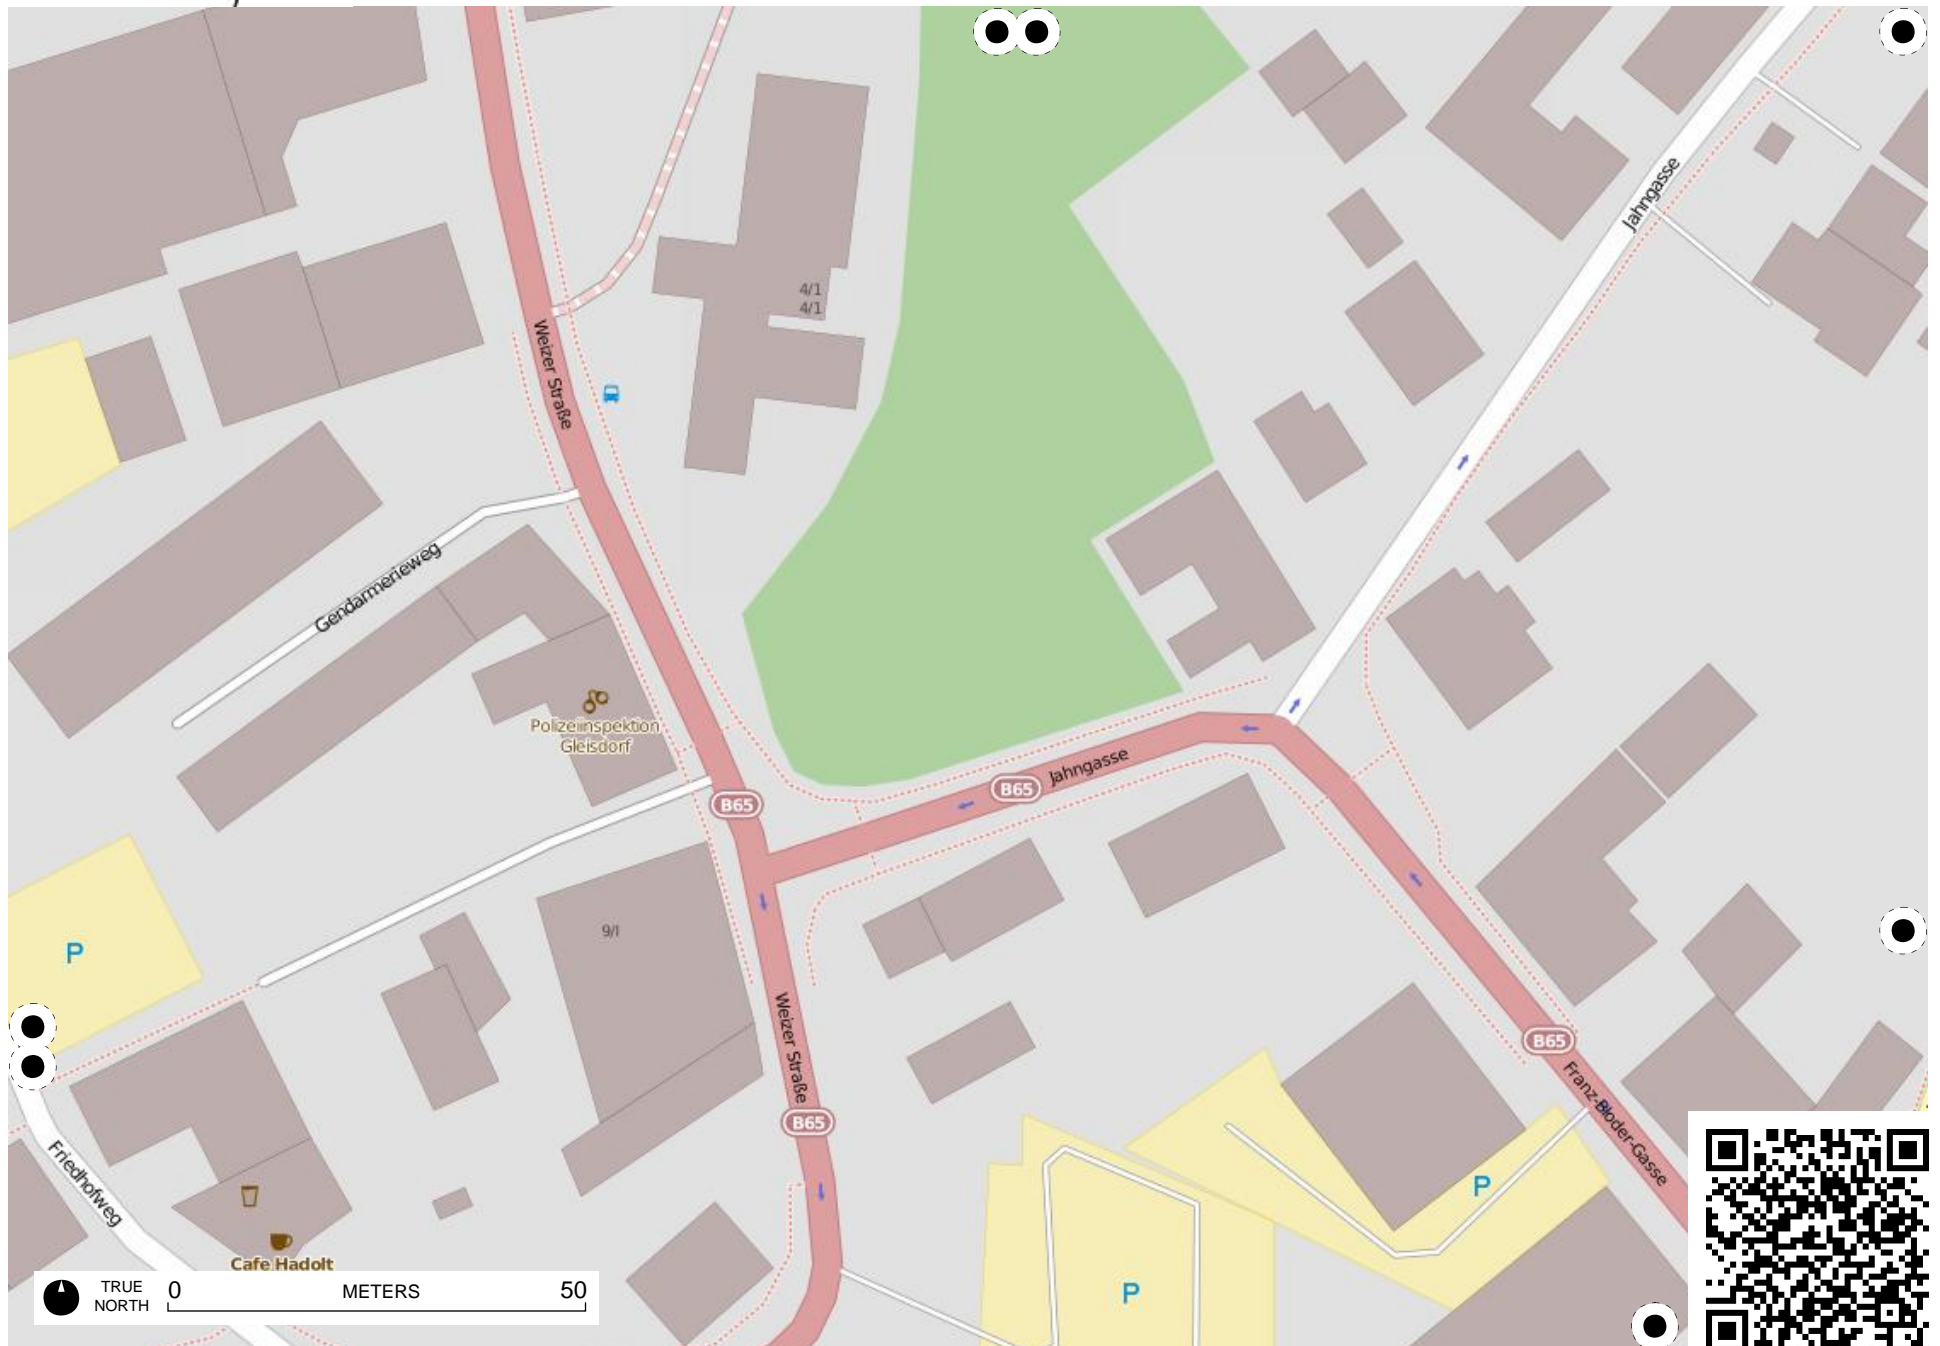 4/1
4/1
Jahngasse
Weizer Straße
Gendarmerieweg
Polizeiinspektion
Gleisdorf
B65
B65
Jahngasse
9/I
P
Weizer Straße
B65
B65
Franz-Bloder-Gasse
Friedhofweg
P
Cafe Hadolt
P
TRUE
NORTH
0
METERS
50